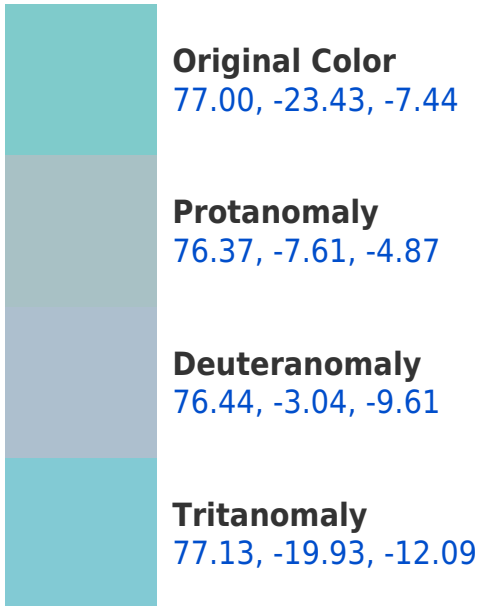 Original Color
77.00, -23.43, -7.44
Protanomaly
76.37, -7.61, -4.87
Deuteranomaly
76.44, -3.04, -9.61
Tritanomaly
77.13, -19.93, -12.09